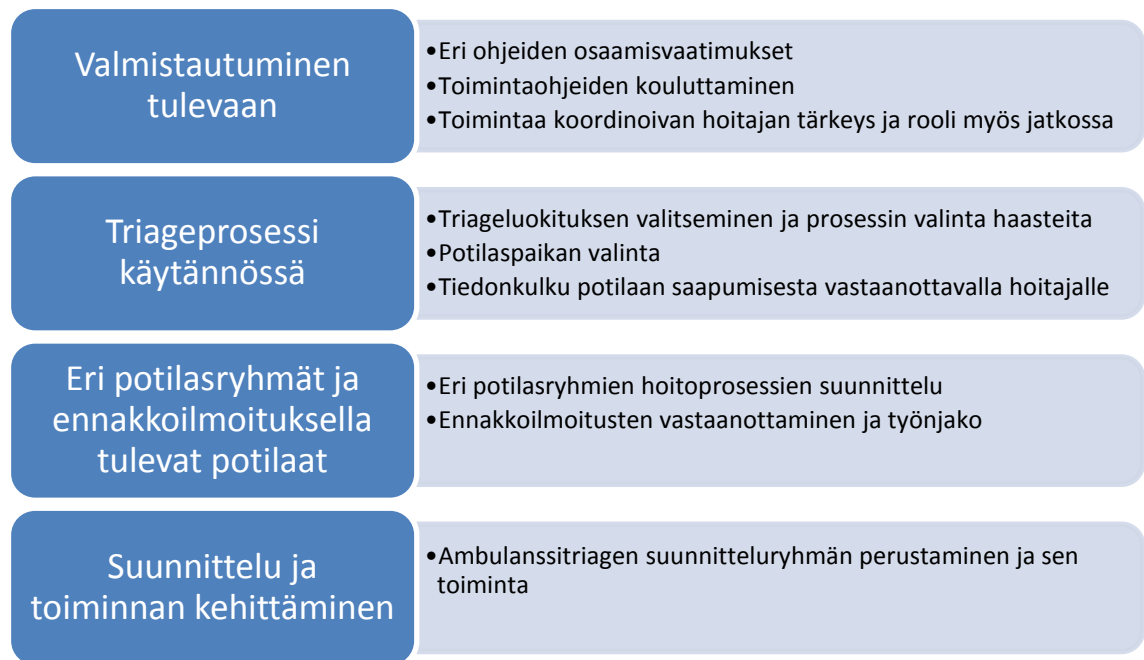 Valmistautuminen
tulevaan
•Eri ohjeiden osaamisvaatimukset
•Toimintaohjeiden kouluttaminen
•Toimintaa koordinoivan hoitajan tärkeys ja rooli myös jatkossa
Triageprosessi
käytännössä
•Triageluokituksen valitseminen ja prosessin valinta haasteita
•Potilaspaikan valinta
•Tiedonkulku potilaan saapumisesta vastaanottavalla hoitajalle
Eri potilasryhmät ja
ennakkoilmoituksella
tulevat potilaat
•Eri potilasryhmien hoitoprosessien suunnittelu
•Ennakkoilmoitusten vastaanottaminen ja työnjako
Suunnittelu ja
toiminnan kehittäminen
•Ambulanssitriagen suunnitteluryhmän perustaminen ja sen
toiminta